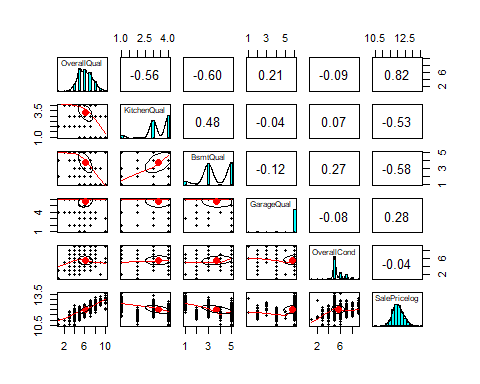 1.0 2.5 4.0 1 3 5 10.5 12.5
OverallQual -0.56 -0.60 0.21 -0.09 0.82 2 6
1.0 3.5 KitchenQual 0.48 -0.04 0.07 -0.53
BsmtQual -0.12 0.27 -0.58 1 3 5
1 4 GarageQual -0.08 0.28
OverallCond -0.04 2 6
10.5 13.5 SalePricelog
2 6 10 1 3 5 2 6